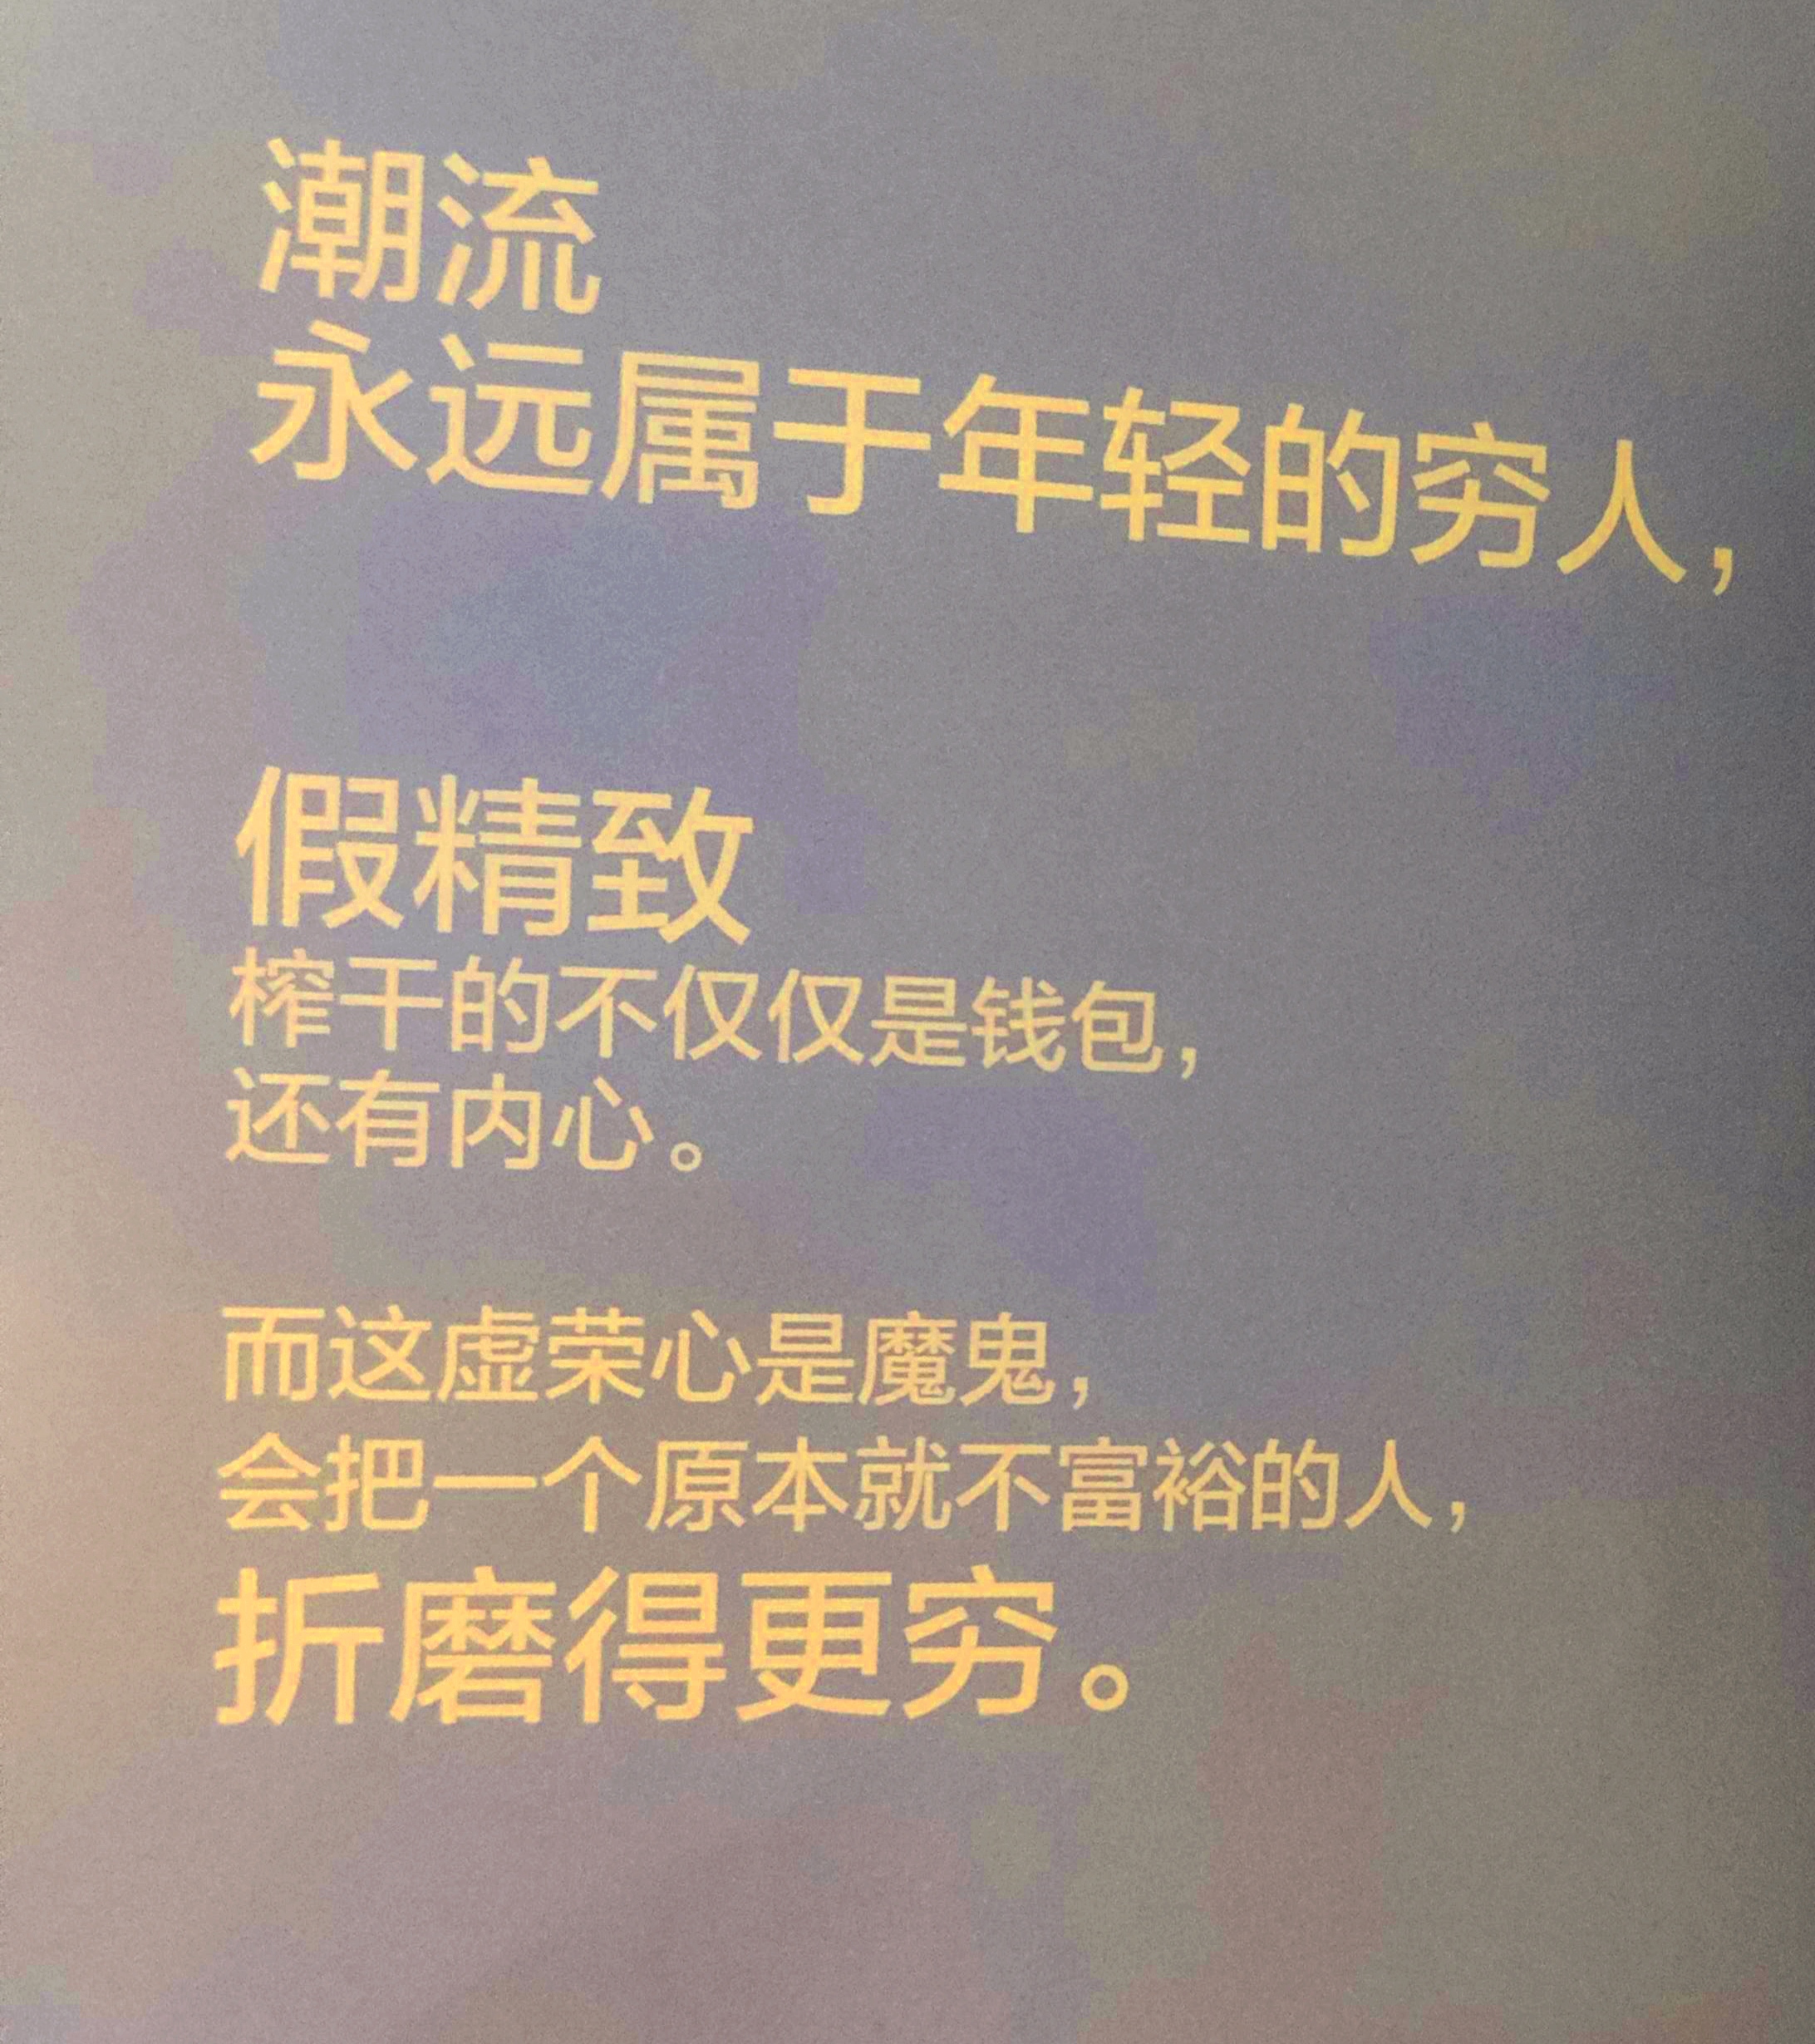 潮流
永远属于年轻的穷人，
假精致
榨干的不仅仅是钱包，
还有内心。
而这虚荣心是魔鬼，
会把一个原本就不富裕的人，
折磨得更穷。